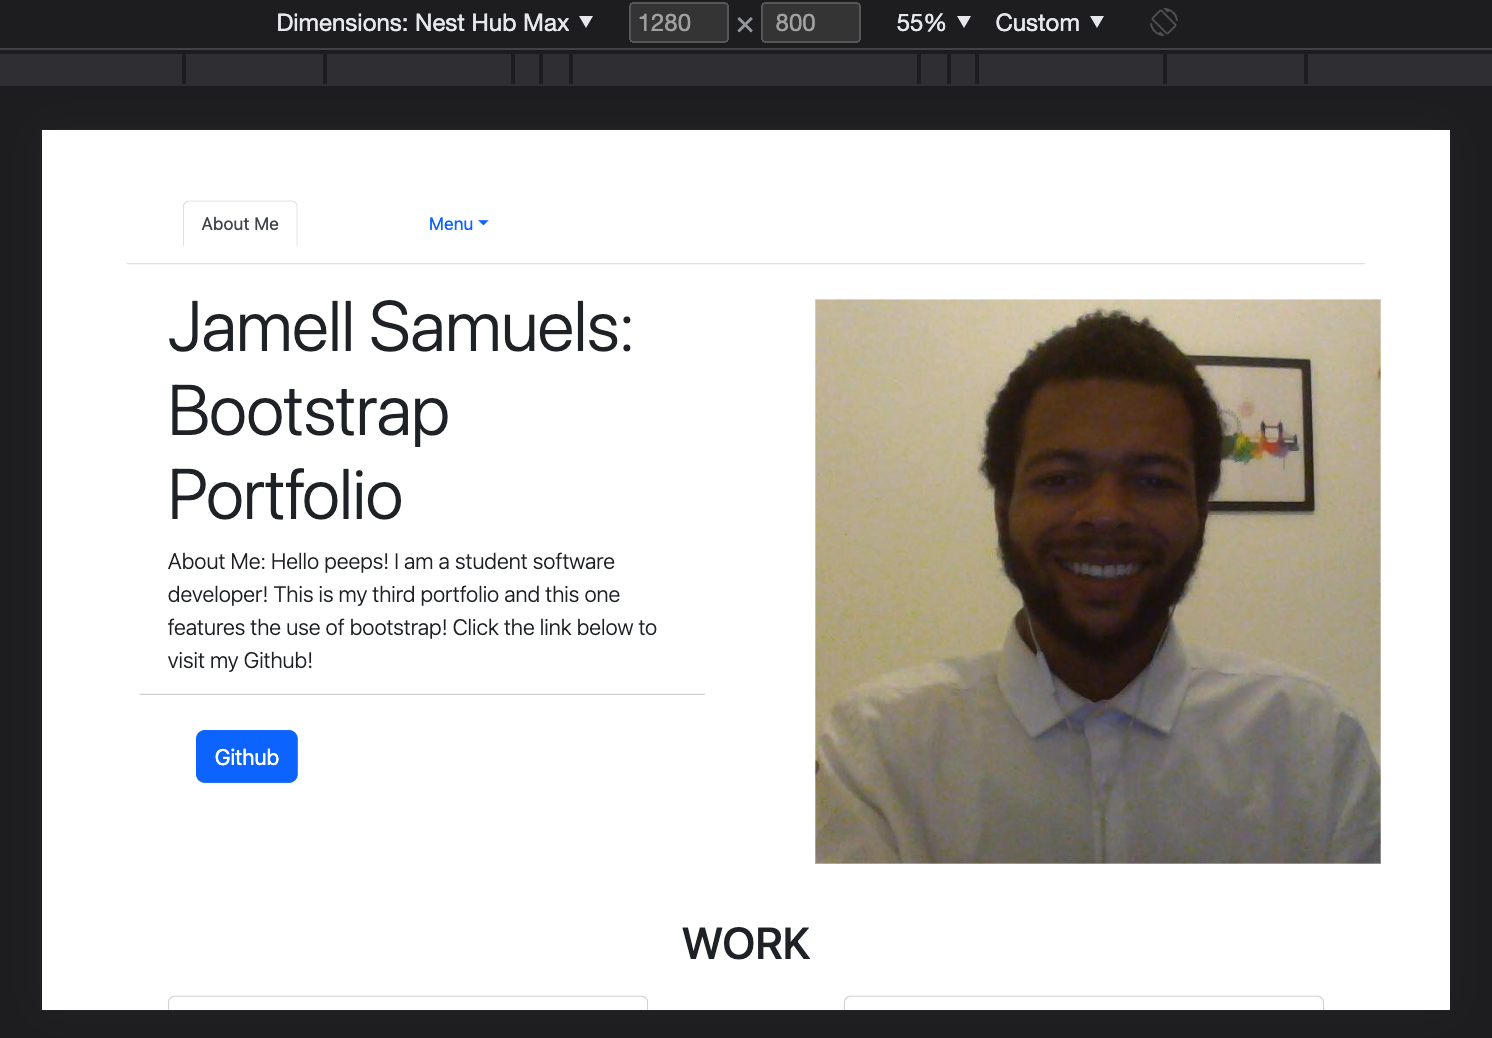 Dimensions: Nest Hub Max ▼ 1280 × 800 55% ▼ Custom ▼
About Me Menu
Jamell Samuels:
Bootstrap
Portfolio
About Me: Hello peeps! I am a student software
developer! This is my third portfolio and this one
features the use of bootstrap! Click the link below to
visit my Github!
Github
WORK